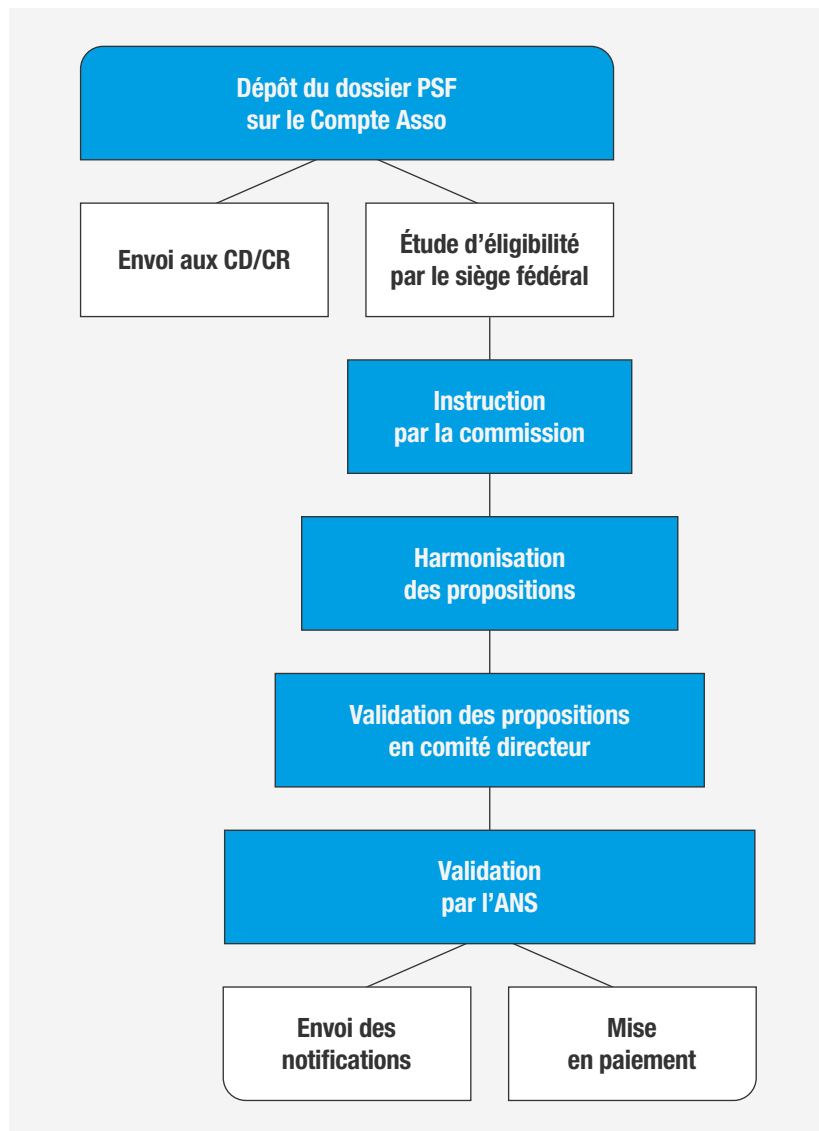 Dépôt du dossier PSF
sur le Compte Asso
Envoi aux CD/CR
Étude d’éligibilité
par le siège fédéral
Instruction
par la commission
Harmonisation
des propositions
Validation des propositions
en comité directeur
Validation
par l’ANS
Envoi des
notifications
Mise
en paiement